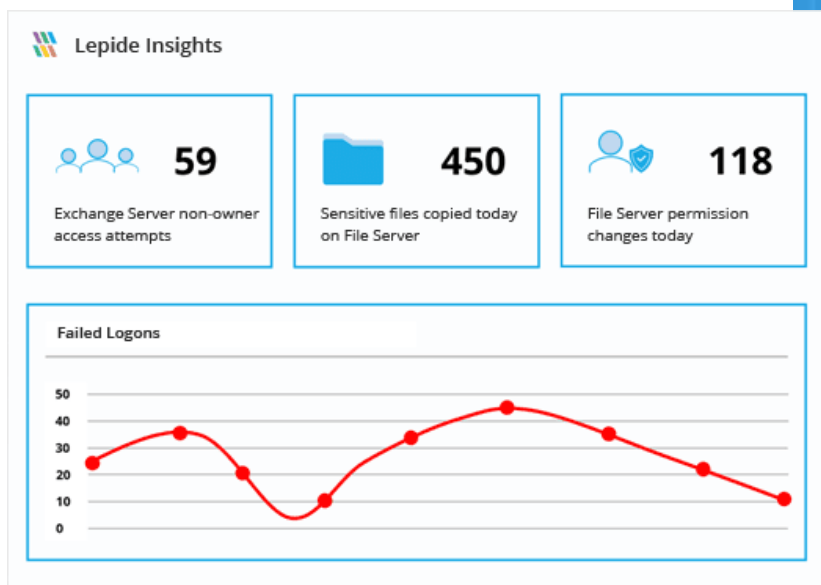 Lepide Insights
59
Exchange Server non-owner
access attempts
450
Sensitive files copied today
on File Server
118
File Server permission
changes today
Failed Logons
50
40
30
20
10
0